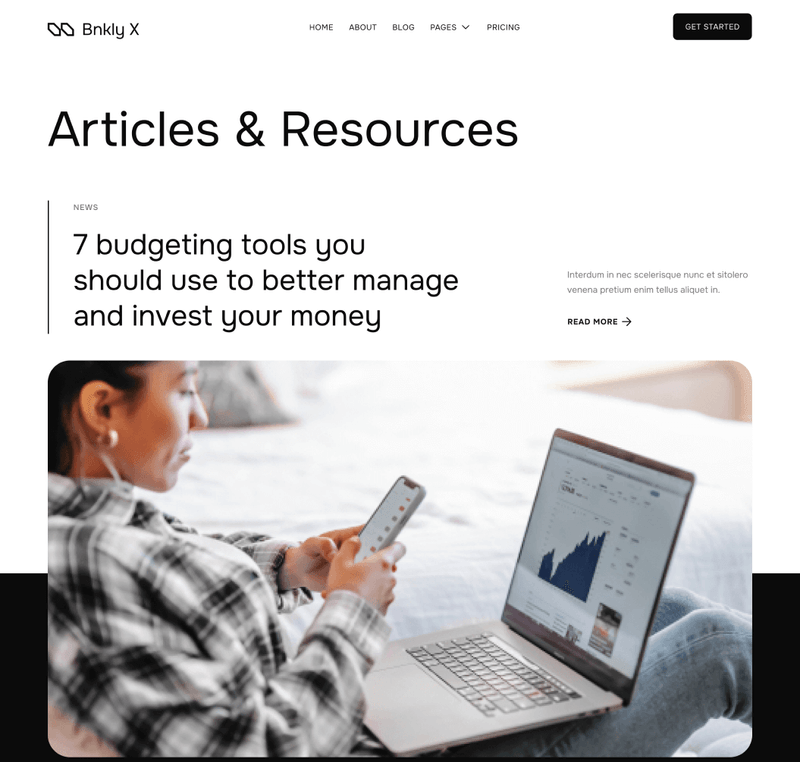 Bnkly X
HOME ABOUT BLOG PAGES PRICING
GET STARTED
Articles & Resources
NEWS
7 budgeting tools you
should use to better manage
and invest your money
Interdum in nec scelerisque nunc et sitolero
venena pretium enim tellus aliquet in.
READ MORE